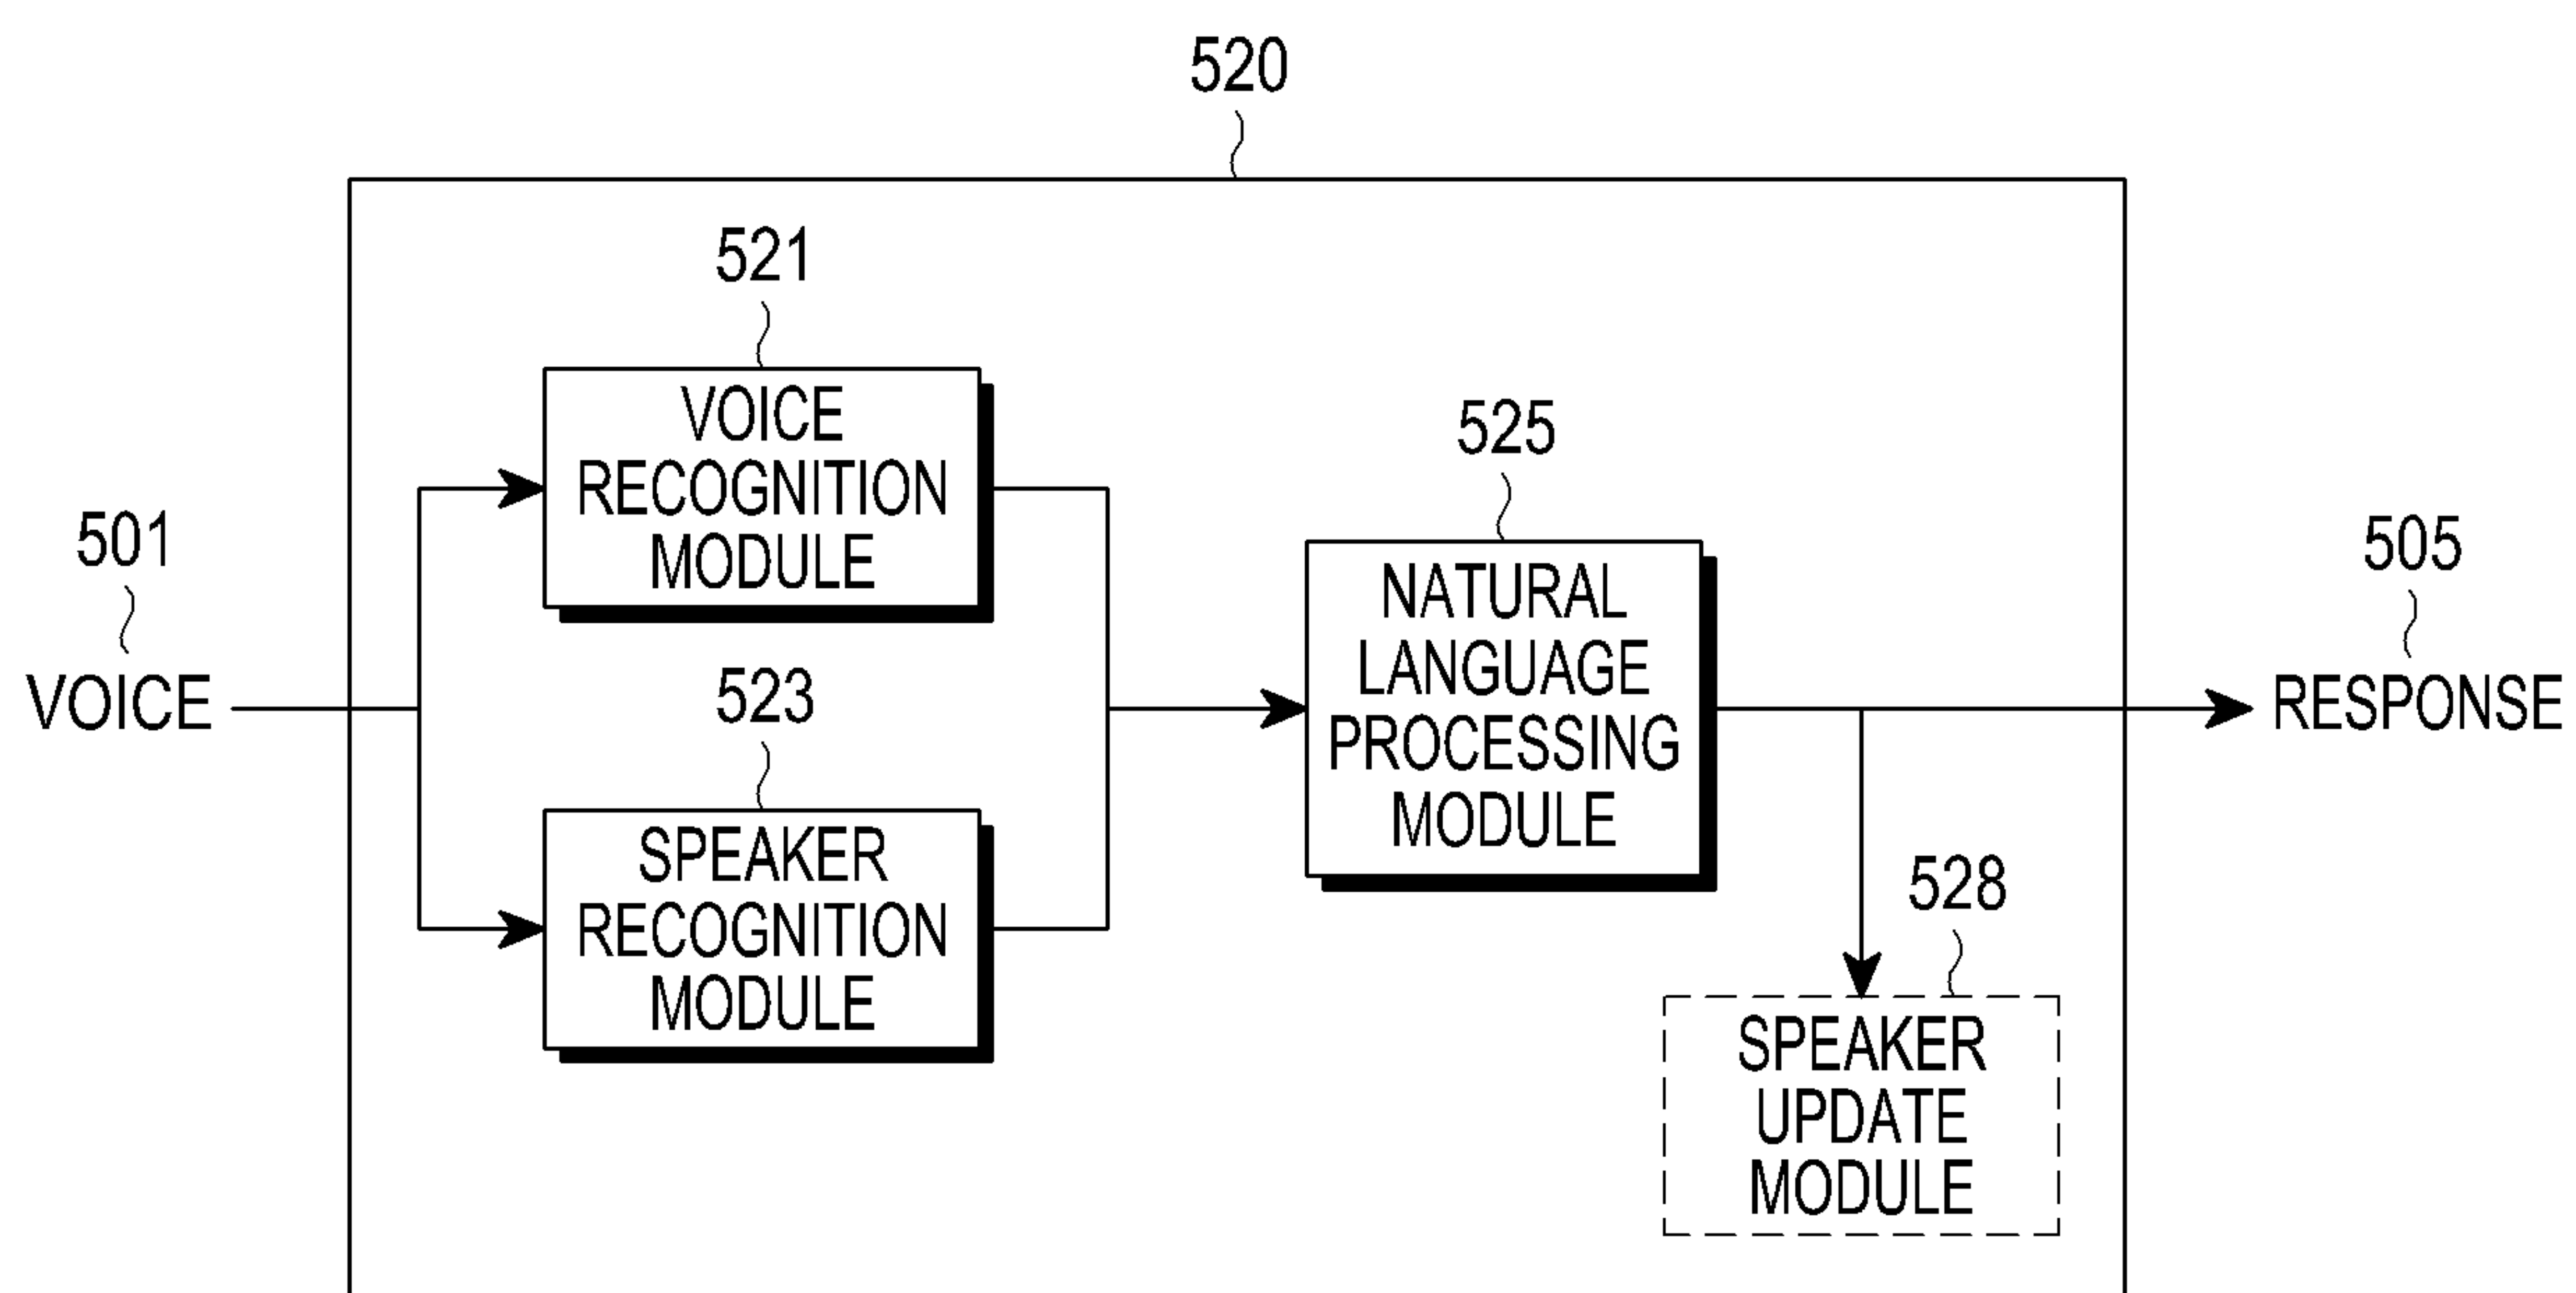 520
521
VOICE
RECOGNITION
MODULE
525
501
VOICE
523
SPEAKER
RECOGNITION
MODULE
NATURAL
LANGUAGE
PROCESSING
MODULE
505
RESPONSE
528
SPEAKER
UPDATE
MODULE